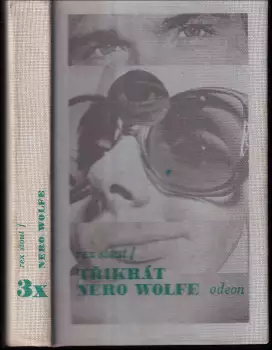 rex stout /
NERO WOLFE
3x
rex stout /
TŘIKRÁT
NERO WOLFE odeon